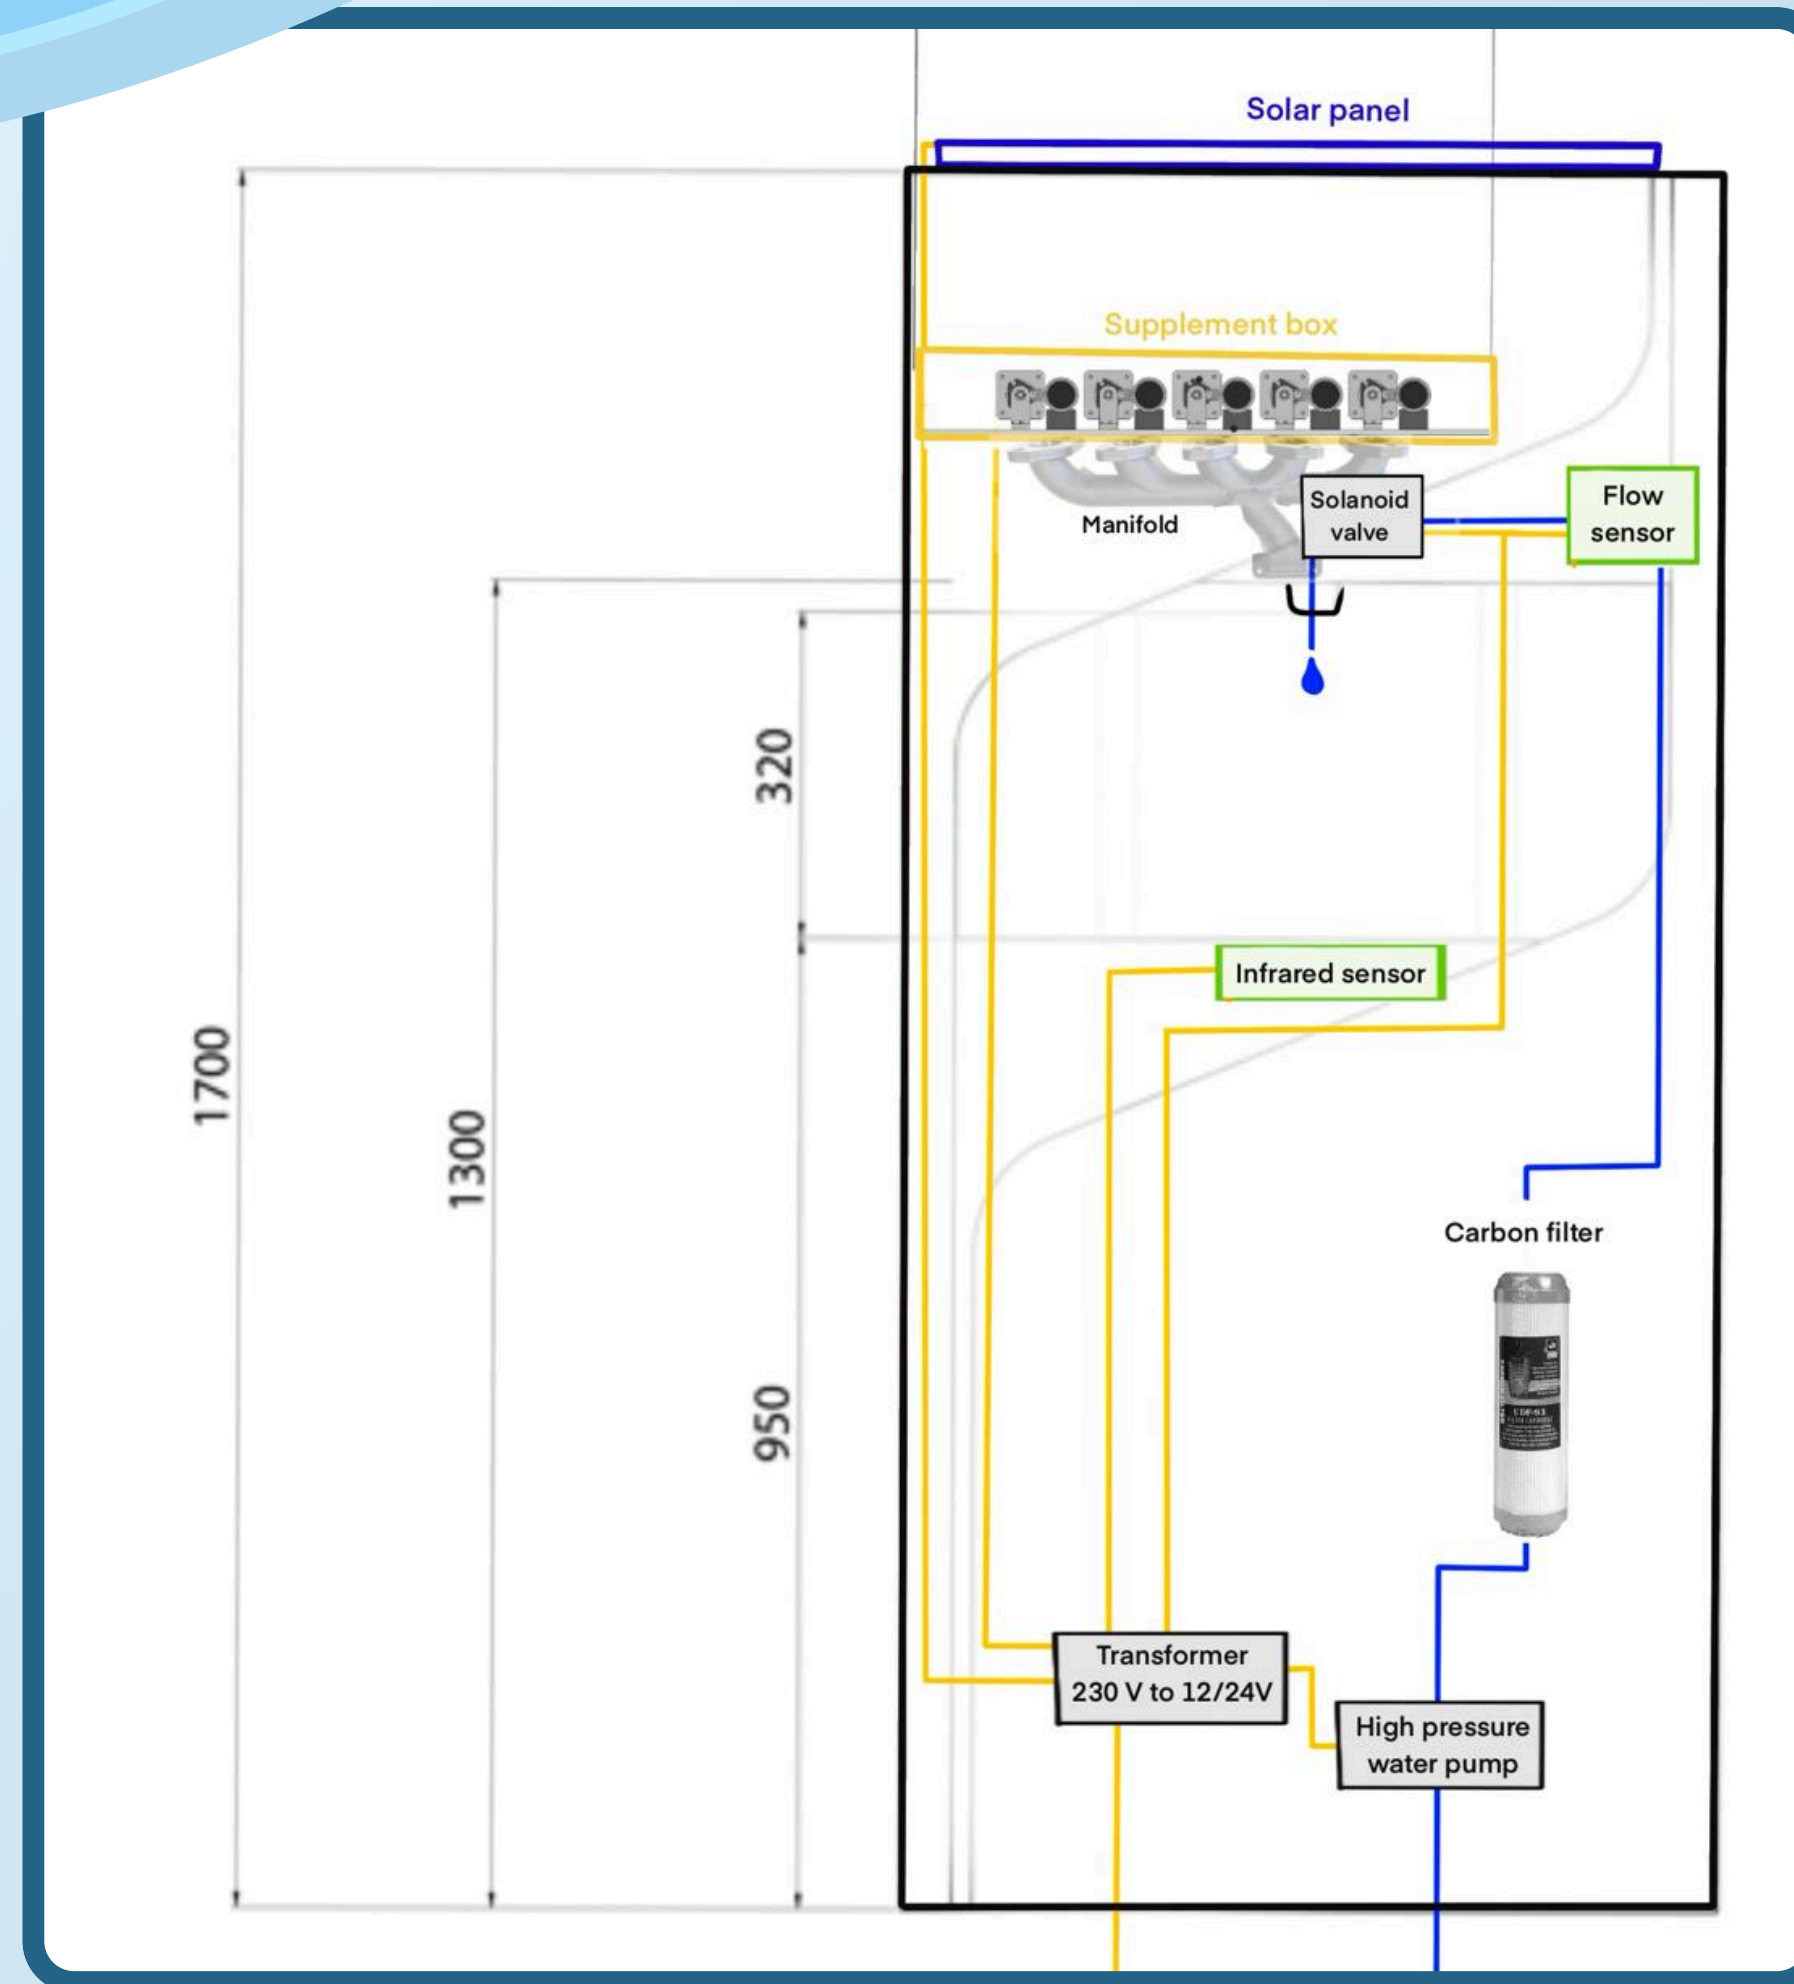 Solar panel
Supplement box
Manifold
Solanoid
valve
Flow
sensor
320
Infrared sensor
1700
1300
Carbon filter
950
Transformer
230 V to 12/24V
High pressure
water pump